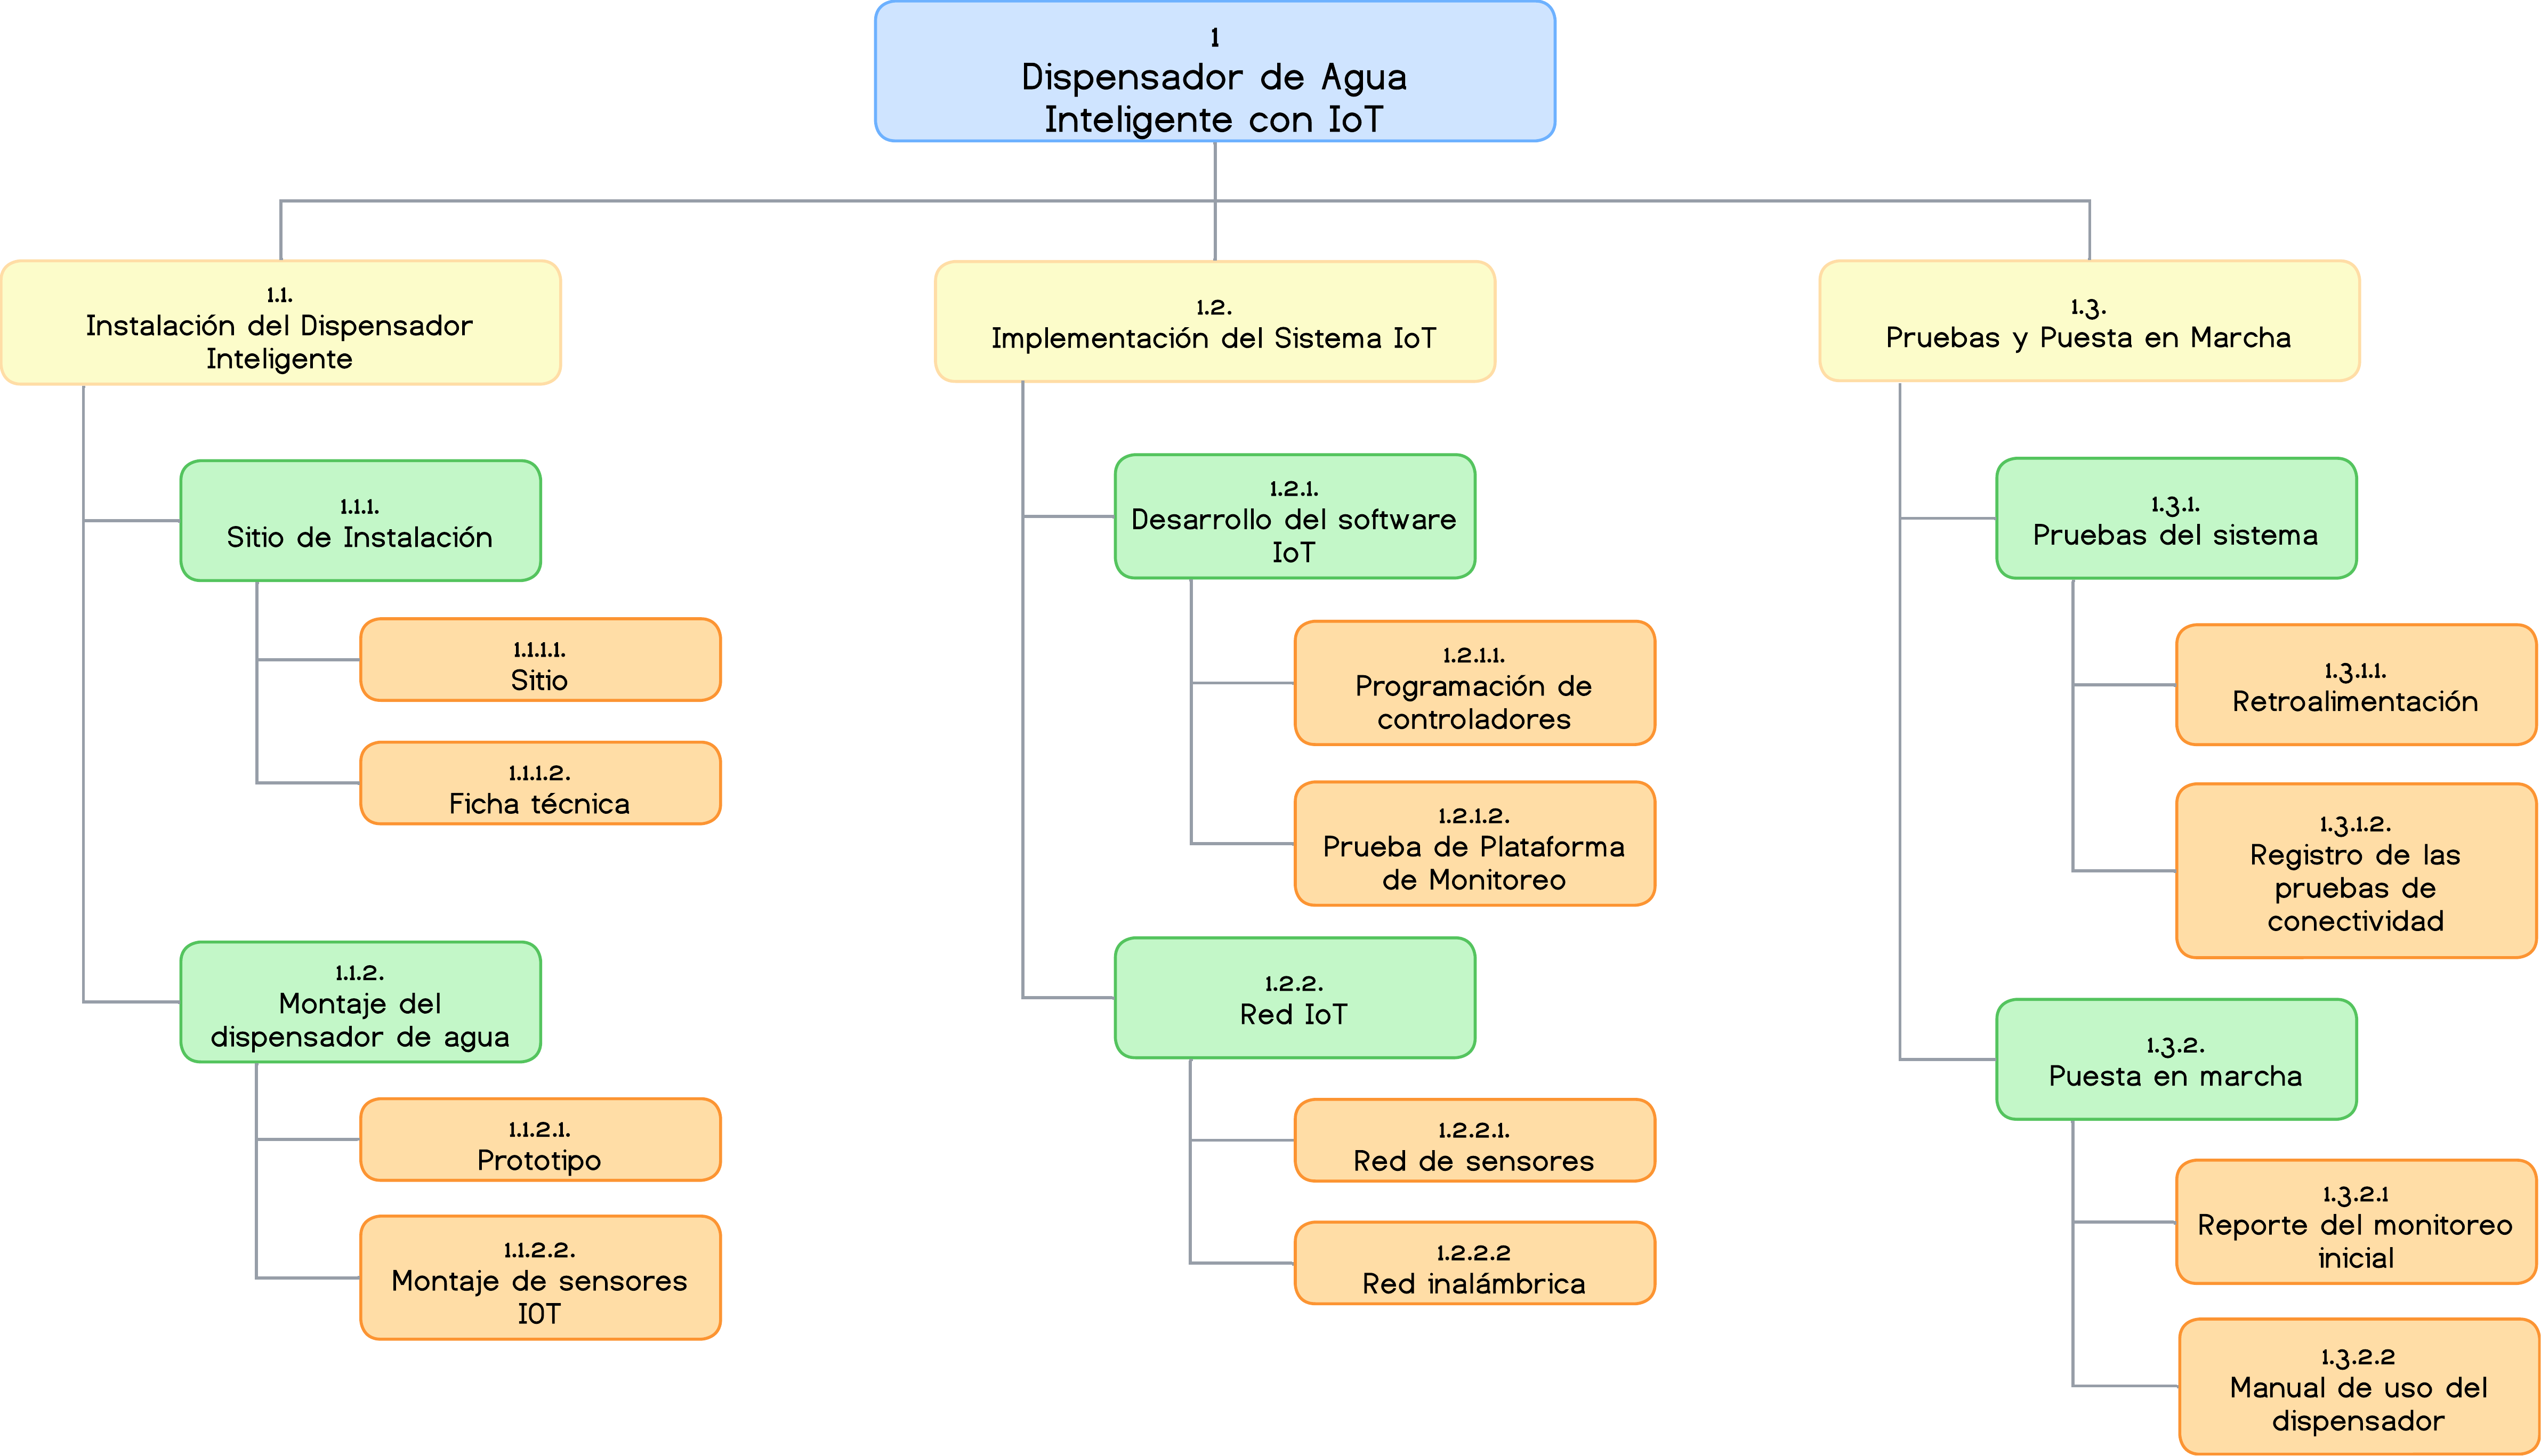 1
Dispensador de Agua
Inteligente con IoT
1.1.
Instalación del Dispensador
Inteligente
1.1.1.
Sitio de Instalación
1.1.1.1.
Sitio
1.1.1.2.
Ficha técnica
1.1.2.
Montaje del
dispensador de agua
1.1.2.1.
Prototipo
1.1.2.2.
Montaje de sensores
IOT
1.2.
Implementación del Sistema IoT
1.2.1.
Desarrollo del software
IoT
1.2.1.1.
Programación de
controladores
1.2.1.2.
Prueba de Plataforma
de Monitoreo
1.2.2.
Red IoT
1.2.2.1.
Red de sensores
1.2.2.2
Red inalámbrica
1.3.
Pruebas y Puesta en Marcha
1.3.1.
Pruebas del sistema
1.3.1.1.
Retroalimentación
1.3.1.2.
Registro de las
pruebas de
conectividad
1.3.2.
Puesta en marcha
1.3.2.1
Reporte del monitoreo
inicial
1.3.2.2
Manual de uso del
dispensador